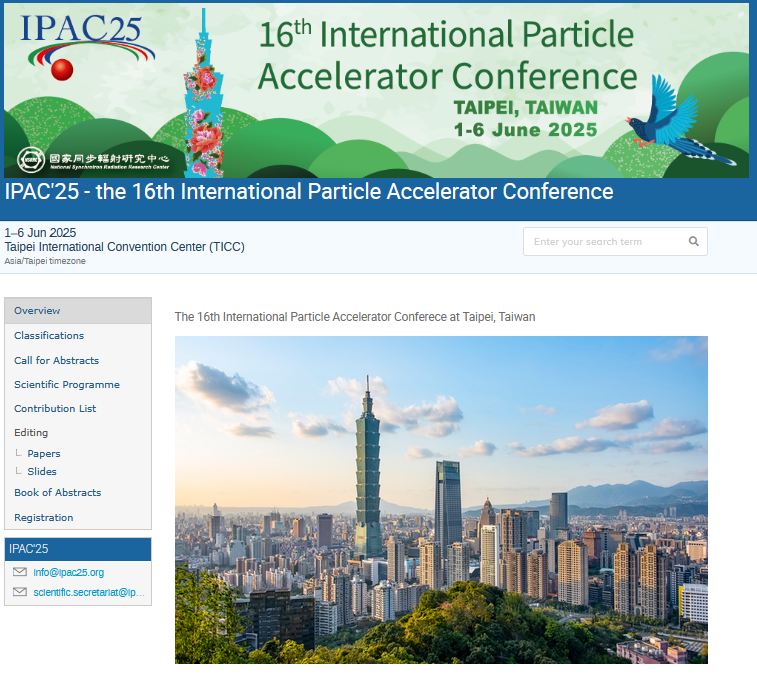 IPAC25
16th International Particle
Accelerator Conference
TAIPEI, TAIWAN
1-6 June 2025
NSRRC
國家同步輻射研究中心
National Synchrotron Radiation Research Center
IPAC'25 - the 16th International Particle Accelerator Conference
1–6 Jun 2025
Taipei International Convention Center (TICC)
Asia/Taipei timezone
Enter your search term
Overview
Classifications
Call for Abstracts
Scientific Programme
Contribution List
Editing
Papers
Slides
Book of Abstracts
Registration
IPAC'25
info@ipac25.org
scientific.secretariat@ip...
The 16th International Particle Accelerator Conferece at Taipei, Taiwan